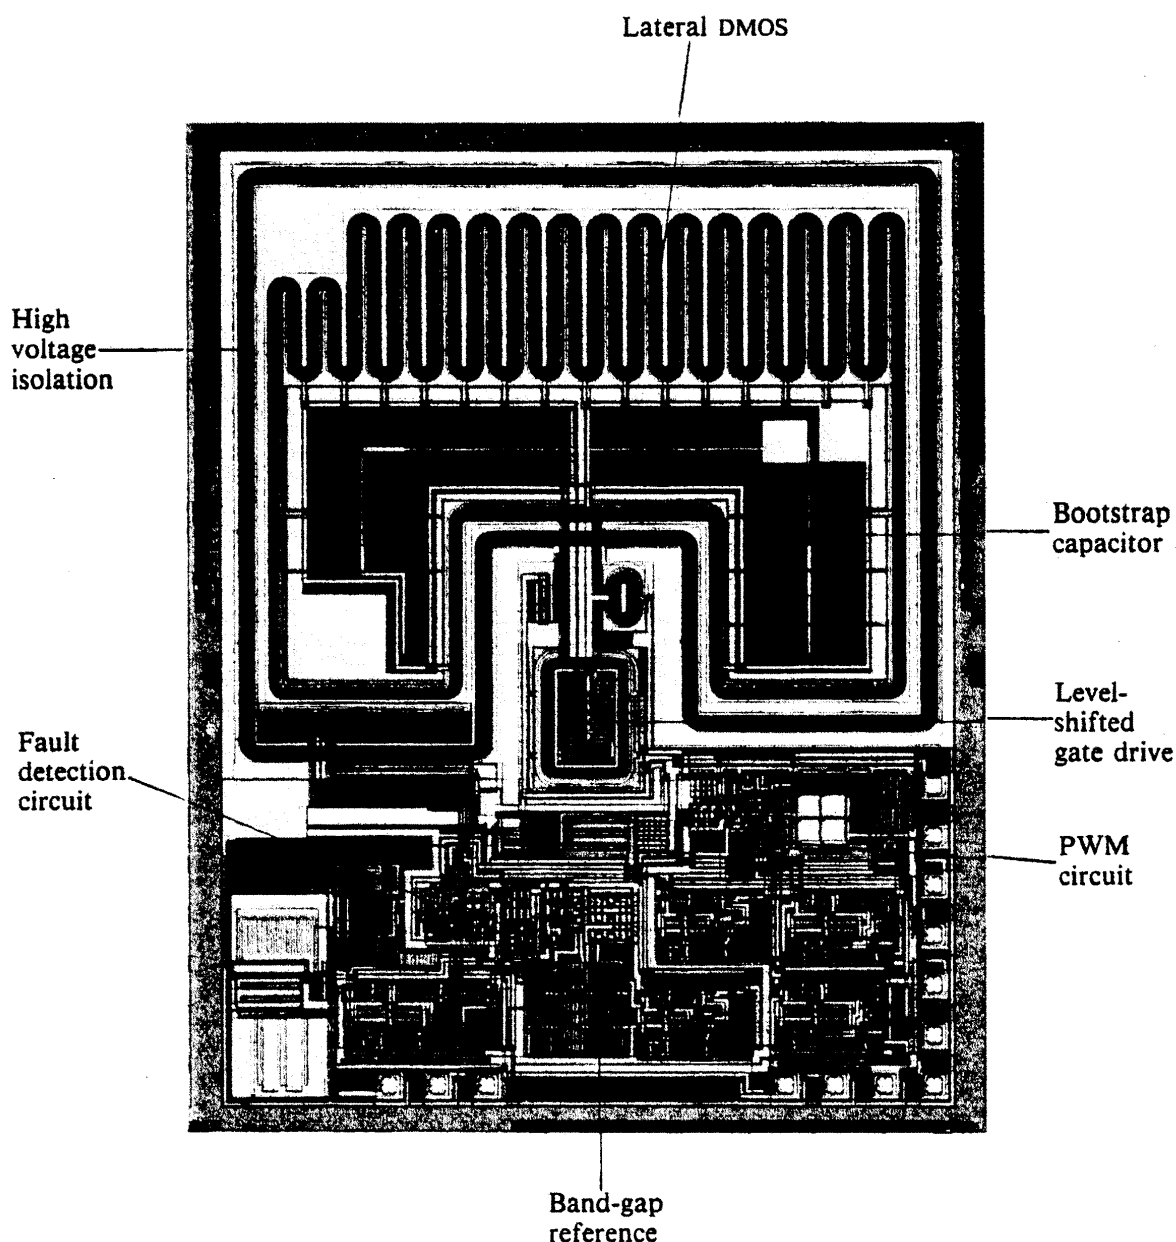 Lateral DMOS
High
voltage
isolation
Bootstrap
capacitor
Level-
shifted
gate drive
Fault
detection
circuit
PWM
circuit
Band-gap
reference